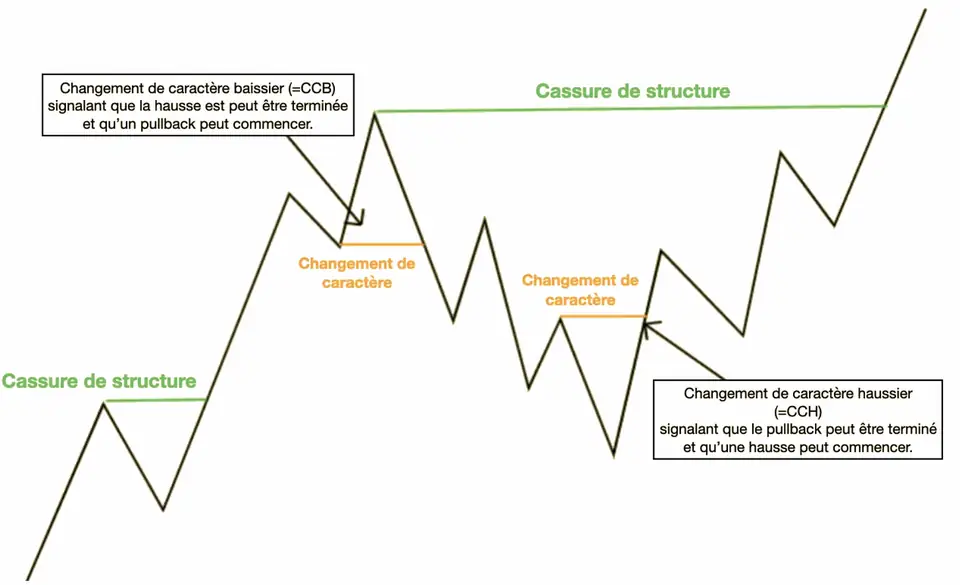 Changement de caractère baissier (=CCB)
signalant que la hausse est peut être terminée
et qu'un pullback peut commencer.
Cassure de structure
Changement de
caractère
Changement de
caractère
Cassure de structure
Changement de caractère haussier
(=CCH)
signalant que le pullback peut être terminé
et qu'une hausse peut commencer.